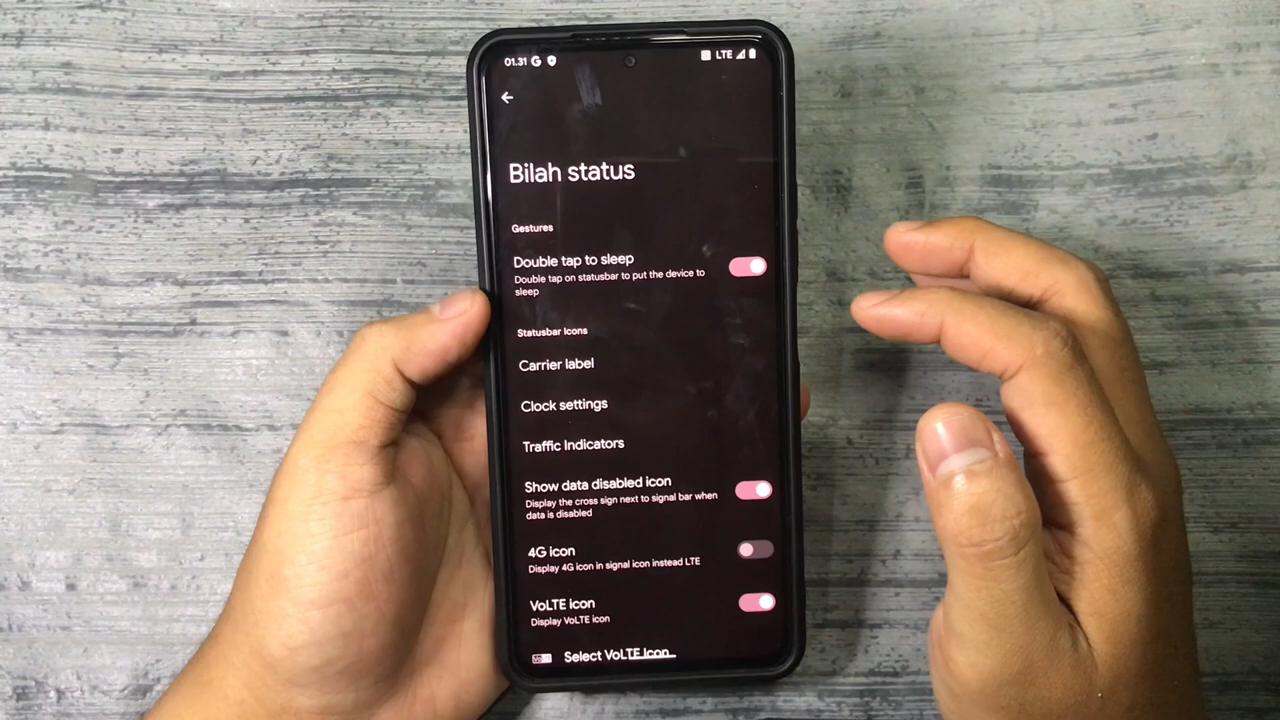 01.31 G LTE
Bilah status
Gestures
Double tap to sleep
Double tap on statusbar to put the device to
sleep
Statusbar Icons
Carrier label
Clock settings
Traffic Indicators
Show data disabled icon
Display the cross sign next to signal bar when
data is disabled
4G icon
Display 4G icon in signal icon instead LTE
VoLTE icon
Display VoLTE icon
Select VoLTE Icon